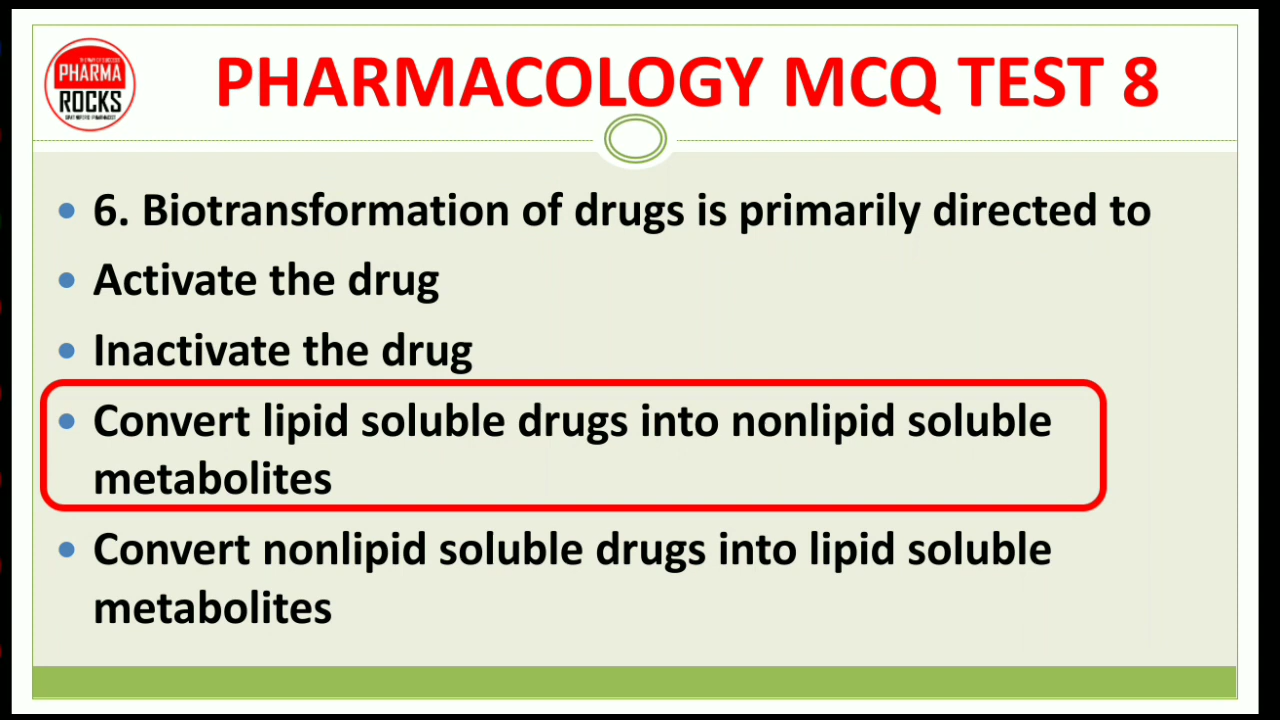 PHARMA
ROCKS
PHARMACOLOGY MCQ TEST 8
• 6. Biotransformation of drugs is primarily directed to
• Activate the drug
• Inactivate the drug
• Convert lipid soluble drugs into nonlipid soluble
metabolites
• Convert nonlipid soluble drugs into lipid soluble
metabolites